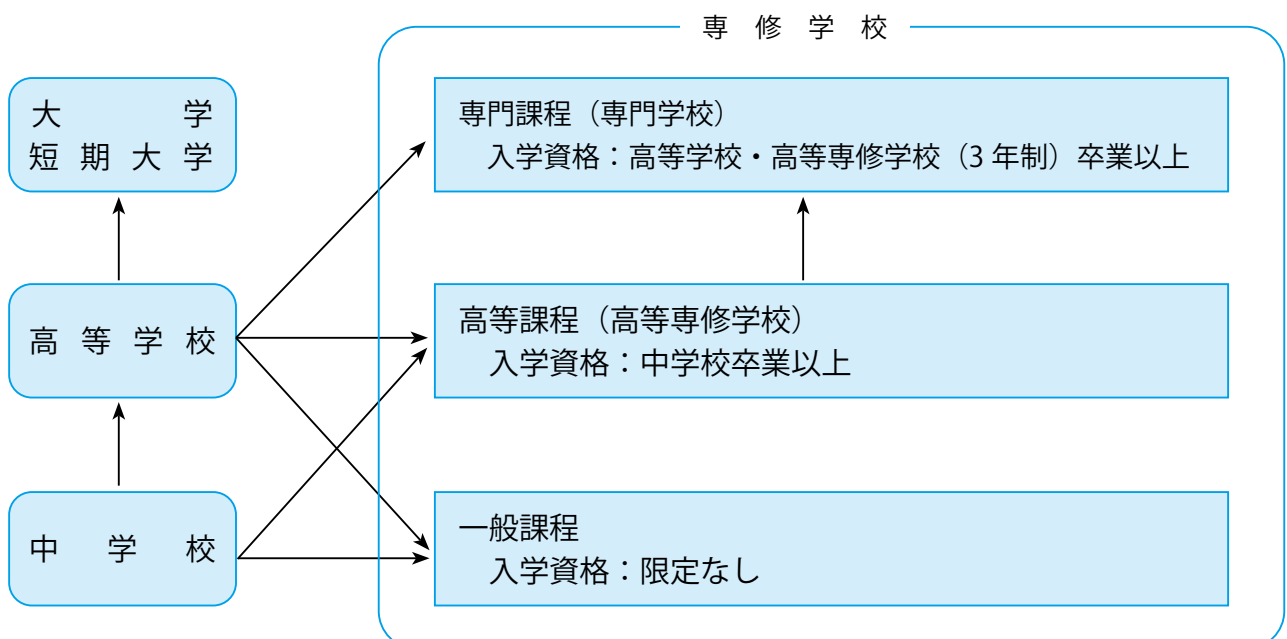 専修学校
大学
短期大学
専門課程（専門学校）
入学資格：高等学校・高等専修学校（3年制）卒業以上
高等学校
高等課程（高等専修学校）
入学資格：中学校卒業以上
中学校
一般課程
入学資格：限定なし